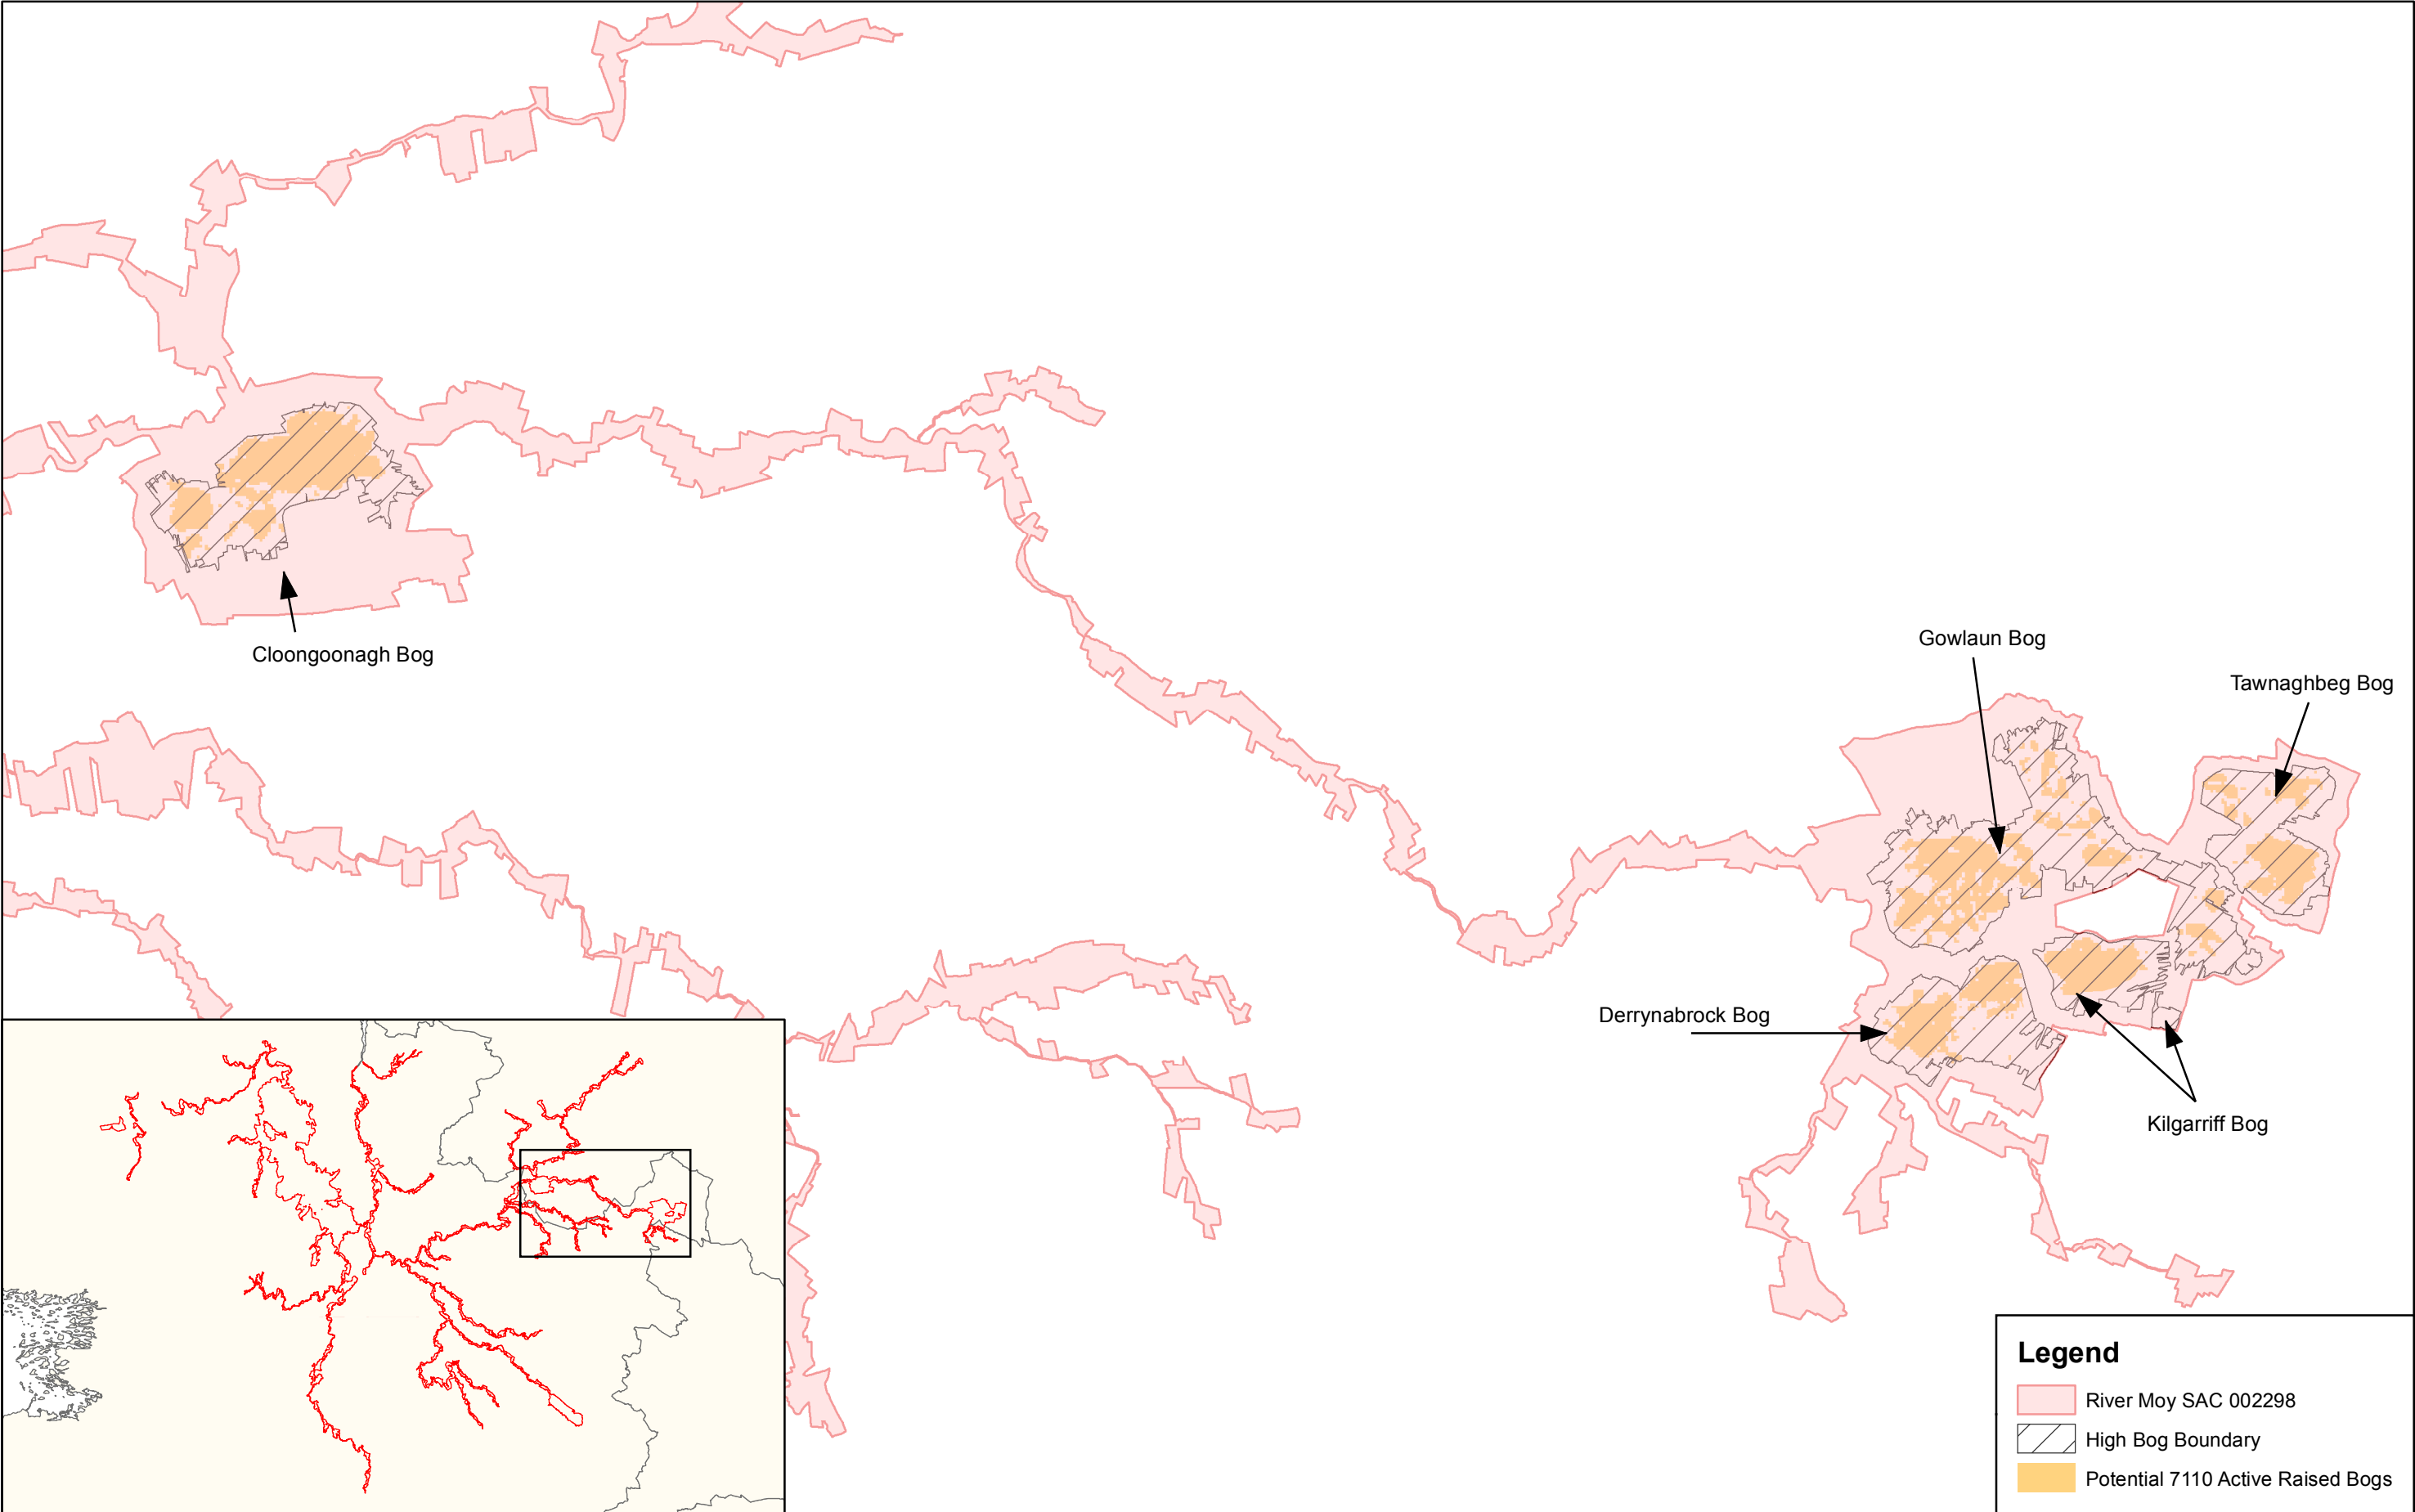 Cloongoonagh Bog
Gowlaun Bog
Tawnaghbeg Bog
Derrynabrock Bog
Kilgarriff Bog
Legend
River Moy SAC 002298
High Bog Boundary
Potential 7110 Active Raised Bogs